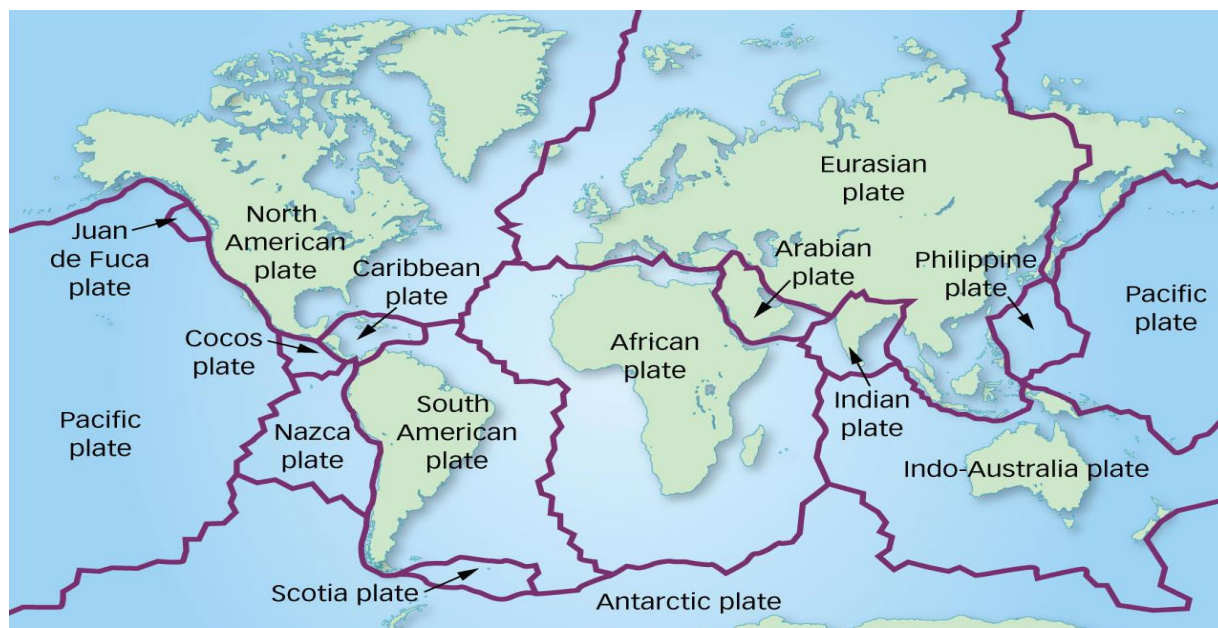 Eurasian
plate
North
American
plate
Juan
de Fuca
plate
Caribbean
plate
Arabian
plate
Philippine
plate
Pacific
plate
Cocos
plate
African
plate
Indian
plate
Pacific
plate
Nazca
plate
South
American
plate
Indo-Australia plate
Scotia plate
Antarctic plate